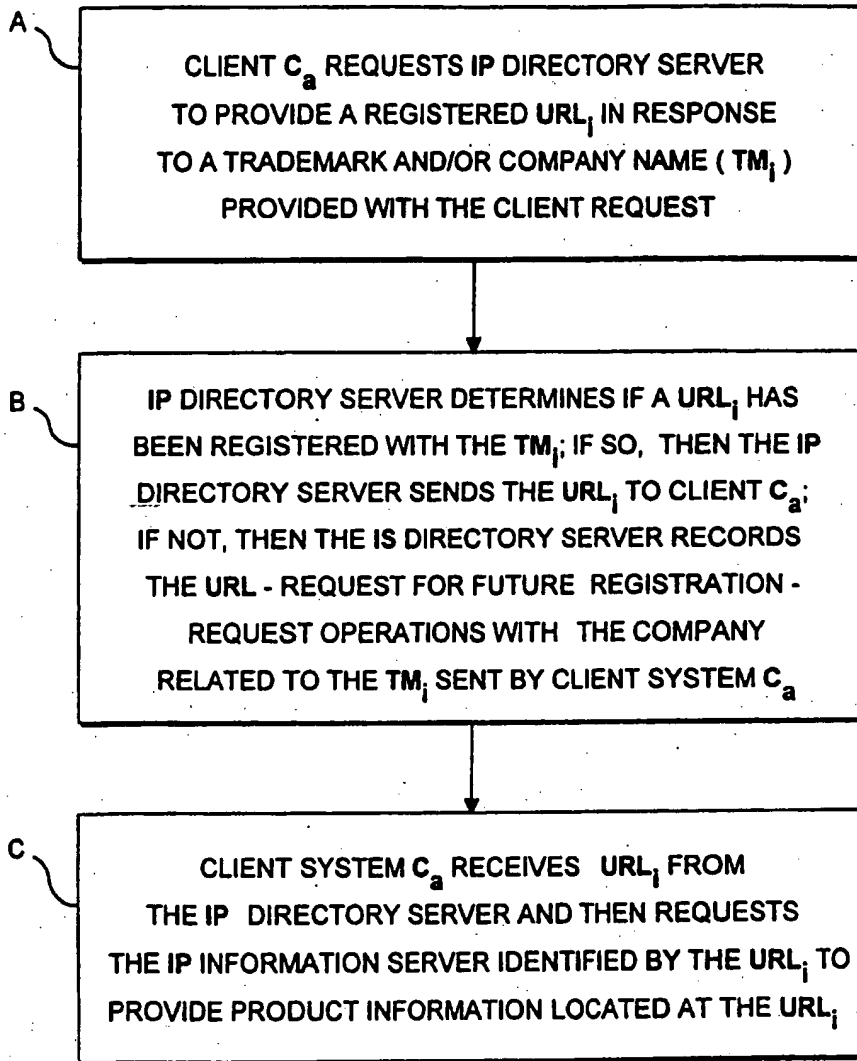 A
CLIENT Ca REQUESTS IP DIRECTORY SERVER
TO PROVIDE A REGISTERED URLi IN RESPONSE
TO A TRADEMARK AND/OR COMPANY NAME ( TMi )
PROVIDED WITH THE CLIENT REQUEST
B
IP DIRECTORY SERVER DETERMINES IF A URLi HAS
BEEN REGISTERED WITH THE TMi; IF SO, THEN THE IP
DIRECTORY SERVER SENDS THE URLi TO CLIENT Ca;
IF NOT, THEN THE IS DIRECTORY SERVER RECORDS
THE URL - REQUEST FOR FUTURE REGISTRATION -
REQUEST OPERATIONS WITH THE COMPANY
RELATED TO THE TMi SENT BY CLIENT SYSTEM Ca
C
CLIENT SYSTEM Ca RECEIVES URLi FROM
THE IP DIRECTORY SERVER AND THEN REQUESTS
THE IP INFORMATION SERVER IDENTIFIED BY THE URLi TO
PROVIDE PRODUCT INFORMATION LOCATED AT THE URLi